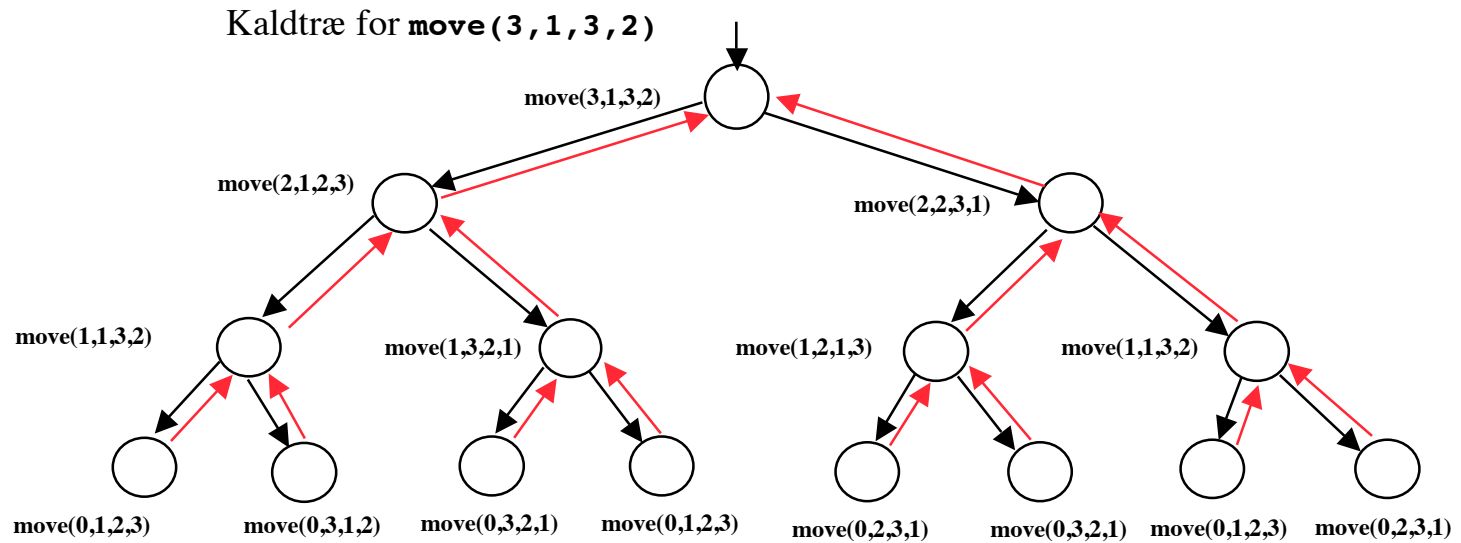 Kaldtræ for move(3,1,3,2)
move(3,1,3,2)
move(2,1,2,3)
move(2,2,3,1)
move(1,1,3,2)
move(1,3,2,1)
move(1,2,1,3)
move(1,1,3,2)
move(0,1,2,3)
move(0,3,1,2)
move(0,3,2,1)
move(0,1,2,3)
move(0,2,3,1)
move(0,3,2,1)
move(0,1,2,3)
move(0,2,3,1)